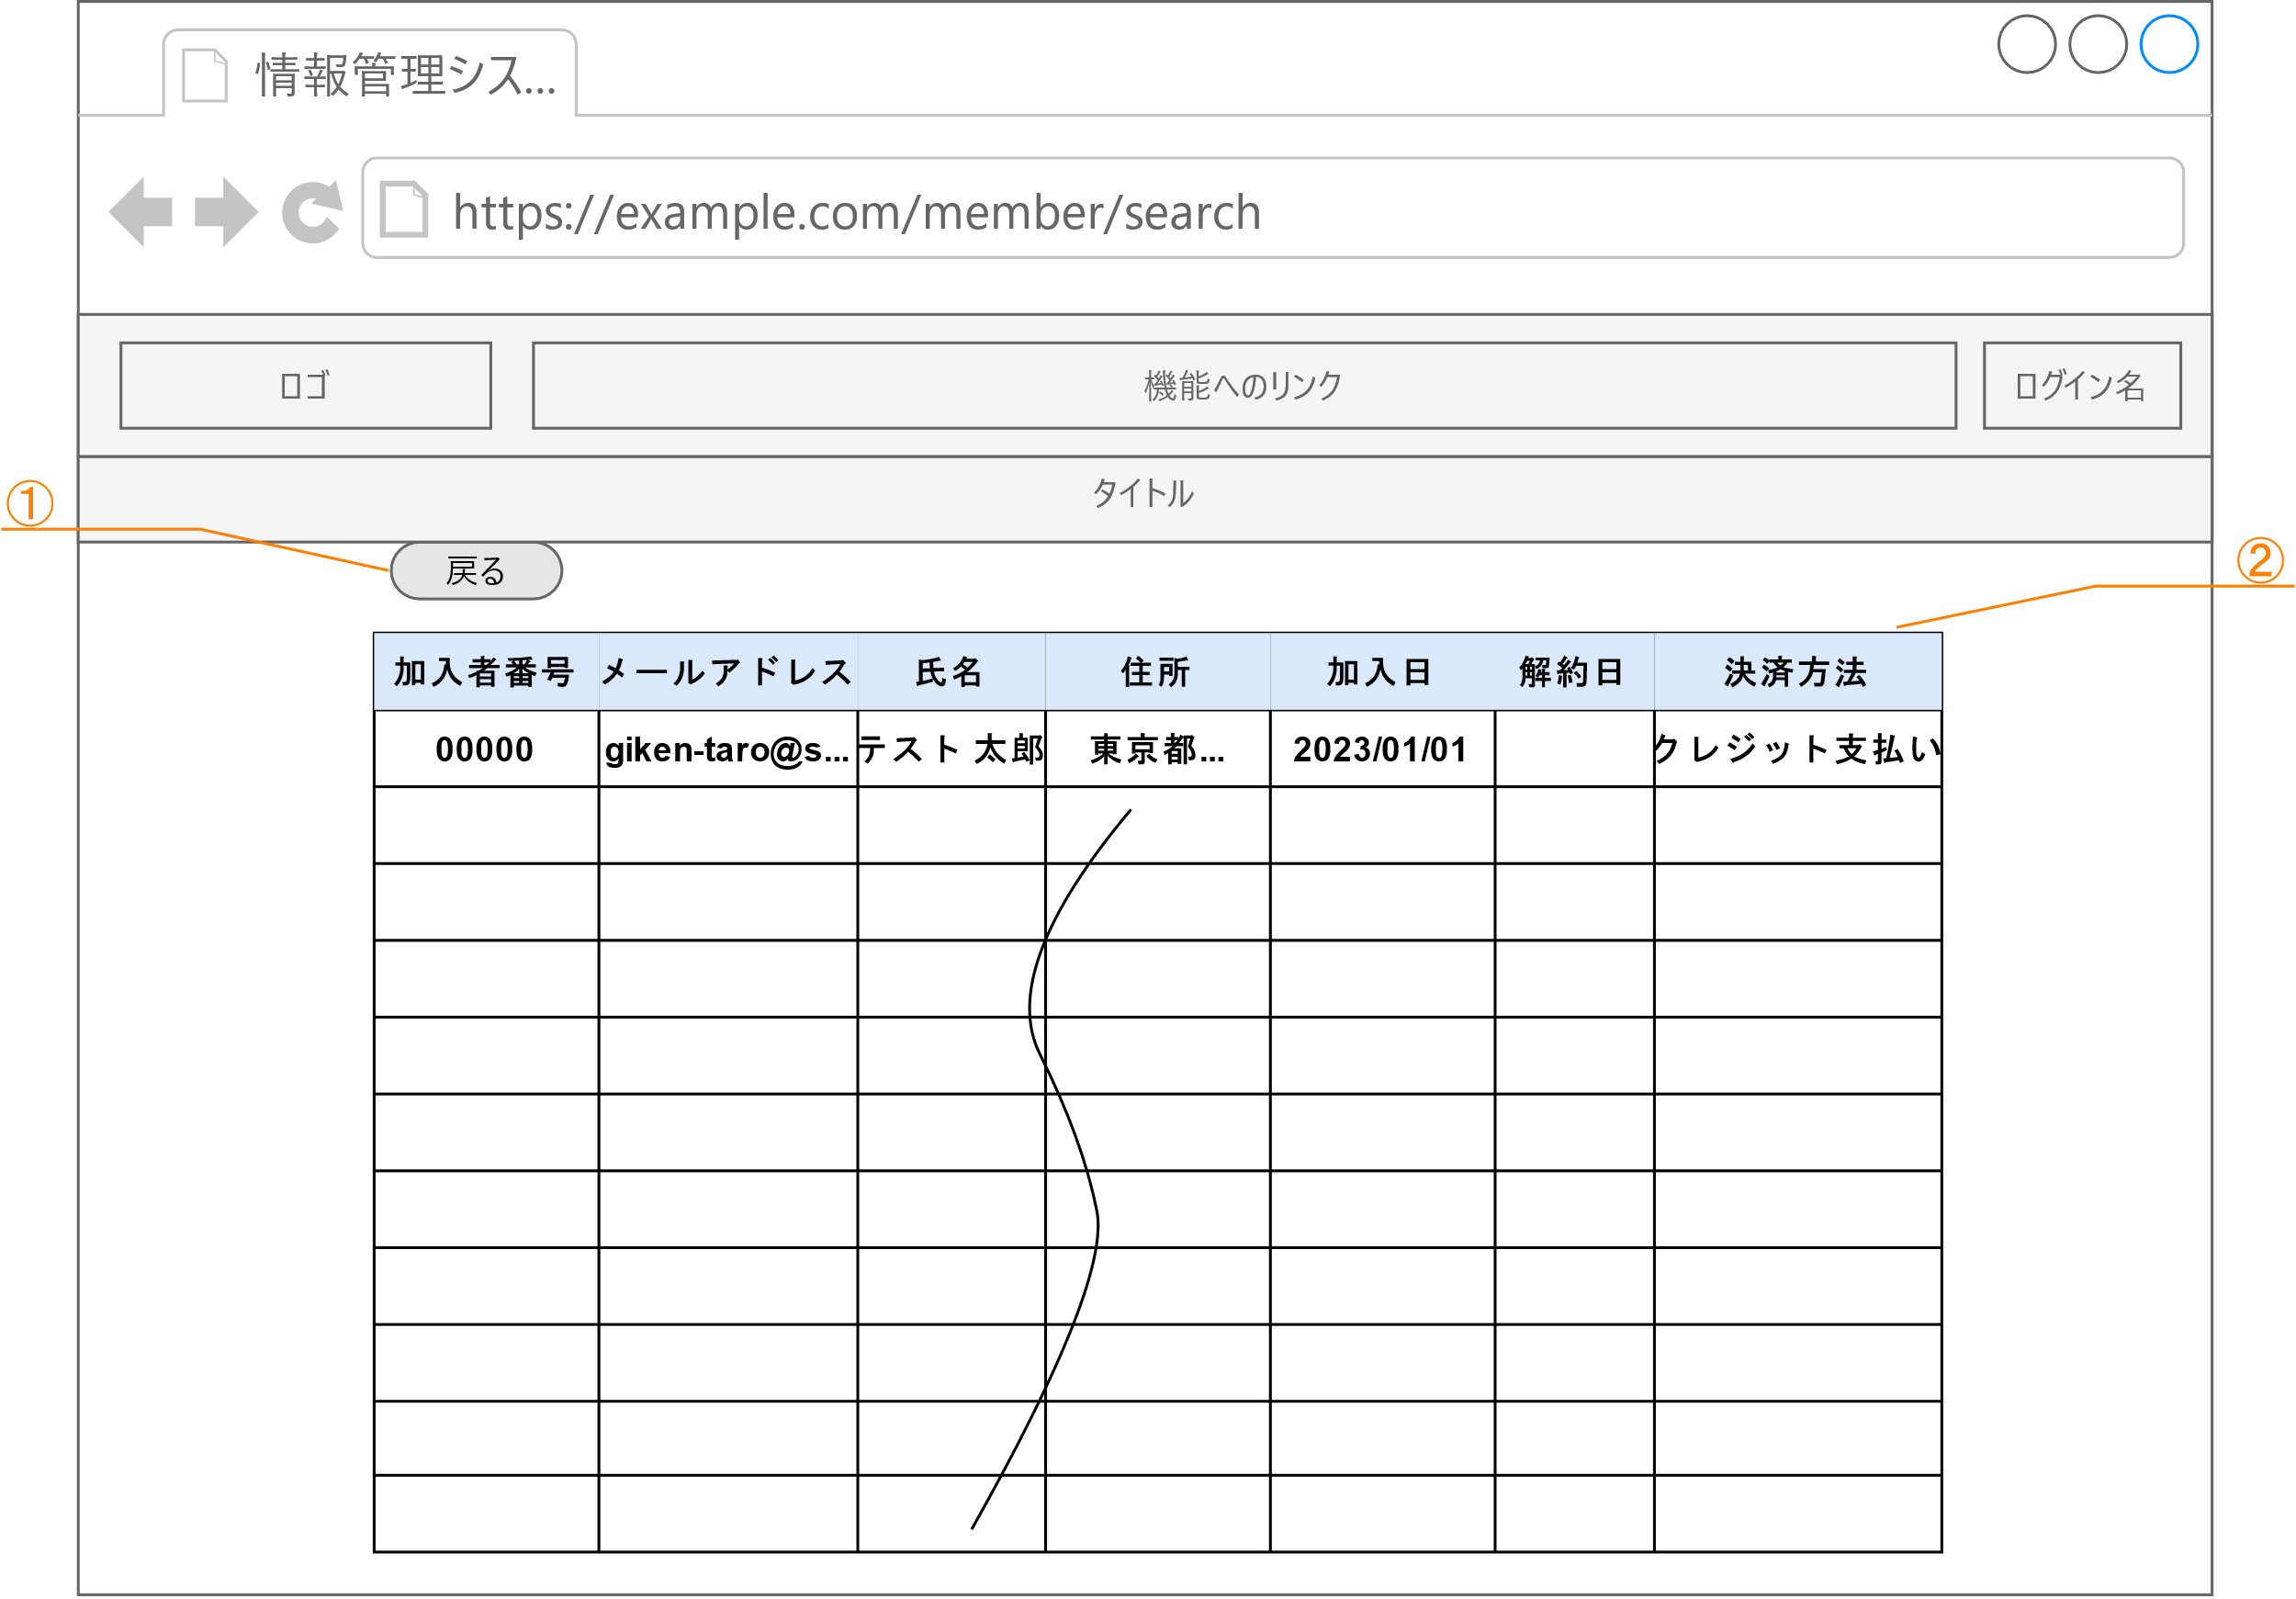 情報管理シス...
https://example.com/member/search
ロゴ
機能へのリンク
ログイン名
タイトル
①
戻る
②
加入者番号 メールアドレス 氏名 住所 加入日 解約日 決済方法
00000 giken-taro@s... テスト 太郎 東京都... 2023/01/01 クレジット支払い